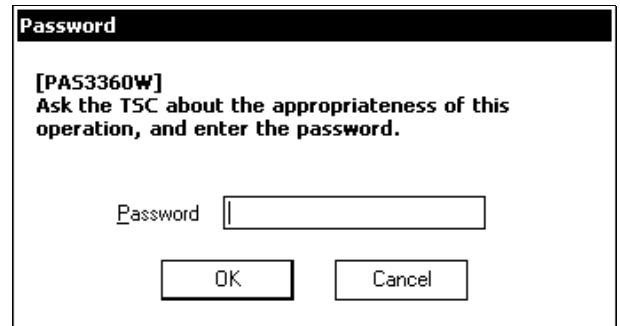 Password
[PAS3360W]
Ask the TSC about the appropriateness of this
operation, and enter the password.
Password
OK
Cancel